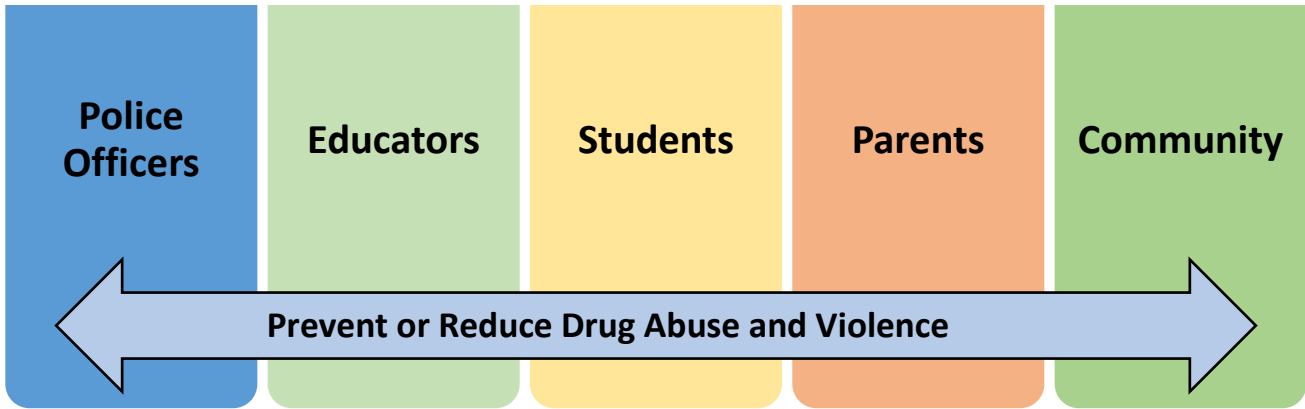 Police
Officers
Educators
Students
Parents
Community
Prevent or Reduce Drug Abuse and Violence